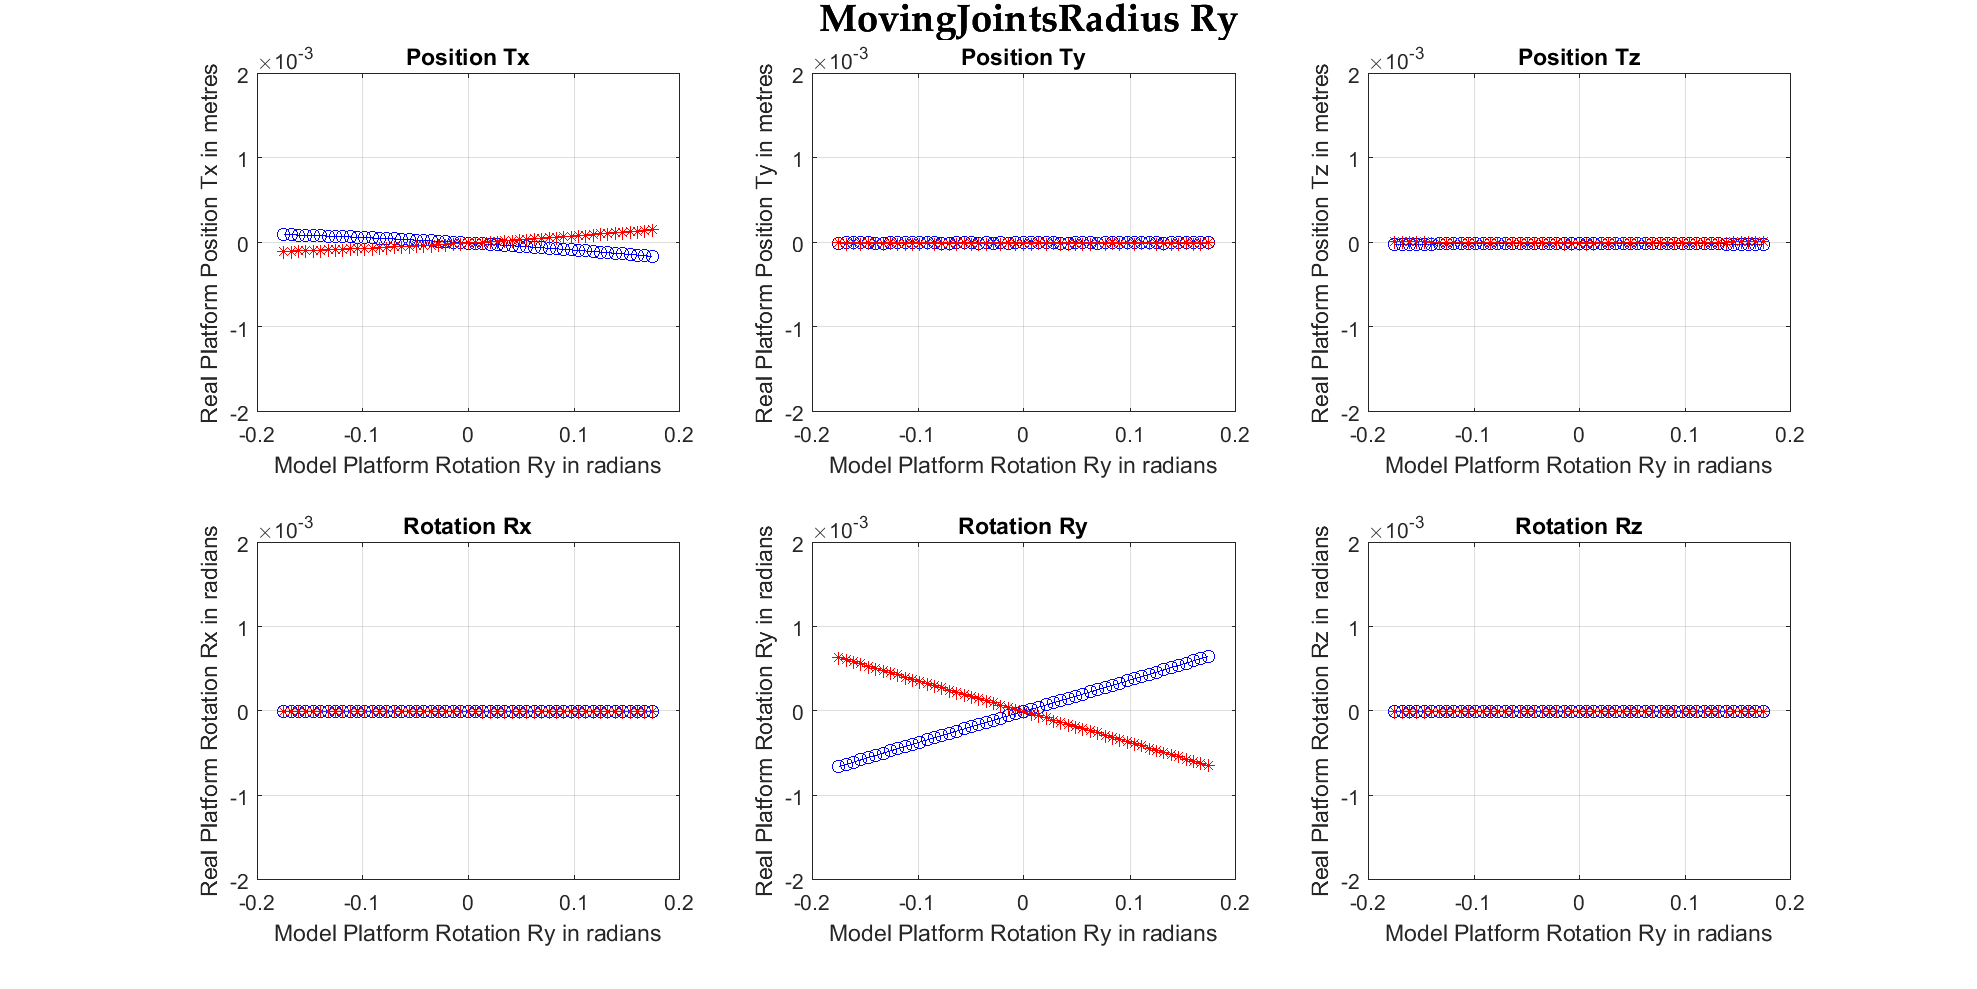 MovingJointsRadius Ry
Position Tx
×10-3
Real Platform Position Tx in metres
2
1
0
-1
-2
-0.2 -0.1 0 0.1 0.2
Model Platform Rotation Ry in radians
Position Ty
×10-3
Real Platform Position Ty in metres
2
1
0
-1
-2
-0.2 -0.1 0 0.1 0.2
Model Platform Rotation Ry in radians
Position Tz
×10-3
Real Platform Position Tz in metres
2
1
0
-1
-2
-0.2 -0.1 0 0.1 0.2
Model Platform Rotation Ry in radians
Rotation Rx
×10-3
Real Platform Rotation Rx in radians
2
1
0
-1
-2
-0.2 -0.1 0 0.1 0.2
Model Platform Rotation Ry in radians
Rotation Ry
×10-3
Real Platform Rotation Ry in radians
2
1
0
-1
-2
-0.2 -0.1 0 0.1 0.2
Model Platform Rotation Ry in radians
Rotation Rz
×10-3
Real Platform Rotation Rz in radians
2
1
0
-1
-2
-0.2 -0.1 0 0.1 0.2
Model Platform Rotation Ry in radians